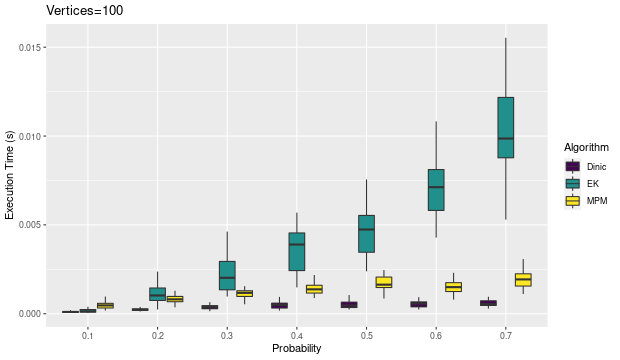 Vertices=100
Execution Time (s)
0.015
0.010
0.005
0.000
0.1 0.2 0.3 0.4 0.5 0.6 0.7
Probability
Algorithm
Dinic
EK
MPM